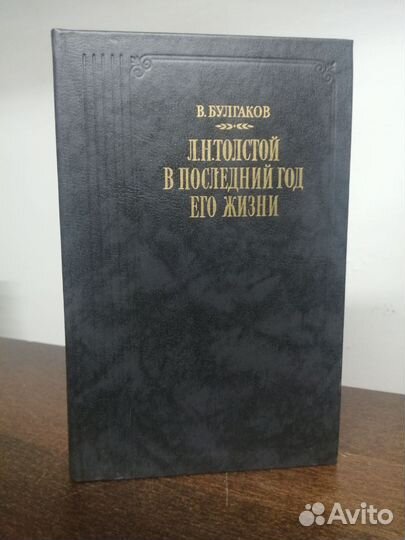 В. БУЛГАКОВ
Л.Н.ТОЛСТОЙ
В ПОСЛЕДНИЙ ГОД
ЕГО ЖИЗНИ
Avito